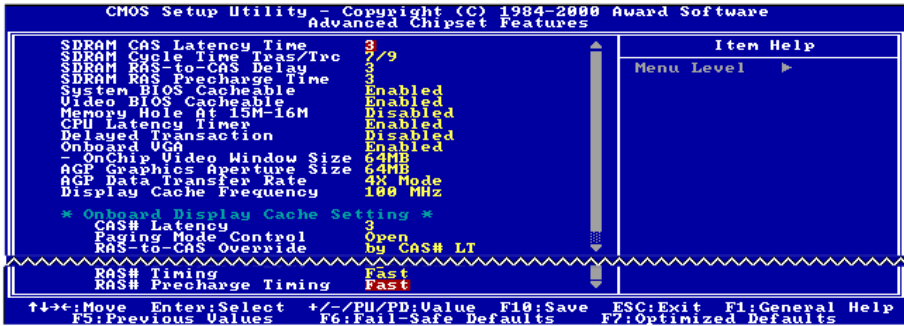 CMOS Setup Utility - Copyright (C) 1984-2000 Award Software
Advanced Chipset Features
SDRAM CAS Latency Time 3
SDRAM Cycle Time Tras/Trc 7/9
SDRAM RAS-to-CAS Delay 3
SDRAM RAS Precharge Time 3
System BIOS Cacheable Enabled
Video BIOS Cacheable Enabled
Memory Hole At 15M-16M Disabled
CPU Latency Timer Enabled
Delayed Transaction Disabled
Onboard VGA Enabled
- OnChip Video Window Size 64MB
AGP Graphics Aperture Size 64MB
AGP Data Transfer Rate 4X Mode
Display Cache Frequency 100 MHz
* Onboard Display Cache Setting *
CAS# Latency 3
Paging Mode Control Open
RAS-to-CAS Override by CAS# LT
RAS# Timing Fast
RAS# Precharge Timing Fast
Item Help
Menu Level ►
↑↓→←:Move Enter:Select +/-/PU/PD:Value F10:Save ESC:Exit F1:General Help
F5:Previous Values F6:Fail-Safe Defaults F7:Optimized Defaults